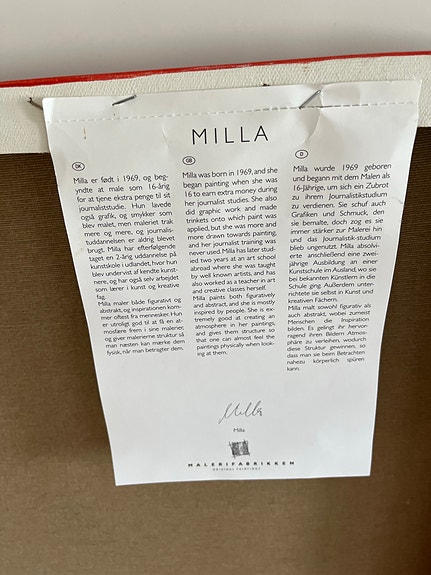 MILLA
DK
Milla er født i 1969, og beg-
yndte at male som 16-årig
for at tjene ekstra penge til sit
journaliststudie. Hun lavede
også grafik, og smykker som
blev malet, men maleriet trak
mere og mere, og journalis-
tuddannelsen er aldrig blevet
brugt. Milla har efterfølgende
taget en 2-årig uddannelse på
kunstskole i udlandet, hvor hun
blev undervist af kendte kunst-
nere, og har også selv arbejdet
som lærer i kunst og kreative
fag.
Milla maler både figurativt og
abstrakt, og inspirationen kom-
mer oftest fra mennesker. Hun
er utroligt god til at få en at-
mosfære frem i sine malerier,
og giver malerierne struktur så
man næsten kan mærke dem
fysisk, når man betragter dem.
GB
Milla was born in 1969, and she
began painting when she was
16 to earn extra money during
her journalist studies. She also
did graphic work and made
trinkets onto which paint was
applied, but she was more and
more drawn towards painting,
and her journalist training was
never used. Milla has later stud-
ied two years at an art school
abroad where she was taught
by well known artists, and has
also worked as a teacher in art
and creative classes herself.
Milla paints both figuratively
and abstract, and she is mostly
inspired by people. She is ex-
tremely good at creating an
atmosphere in her paintings,
and gives them structure so
that one can almost feel the
paintings physically when look-
ing at them.
D
Milla wurde 1969 geboren
und begann mit dem Malen als
16-Jährige, um sich ein Zubrot
zu ihrem Journalistikstudium
zu verdienen. Sie schuf auch
Grafiken und Schmuck, den
sie bemalte, doch zog es sie
immer stärker zur Malerei hin
und das Journalistik-studium
blieb ungenutzt. Milla absolvi-
erte anschließend eine zwei-
jährige Ausbildung an einer
Kunstschule im Ausland, wo sie
bei bekannten Künstlern in die
Schule ging. Außerdem unter-
richtete sie selbst in Kunst und
kreativen Fächern.
Milla malt sowohl figurativ als
auch abstrakt, wobei zumeist
Menschen die Inspiration
bilden. Es gelingt ihr hervor-
ragend ihren Bildern Atmos-
phäre zu verleihen, wodurch
diese Struktur gewinnen, so
dass man sie beim Betrachten
nahezu körperlich spüren
kann.
Milla
Milla
MALERIFABRIKKEN
ORIGINAL PAINTINGS